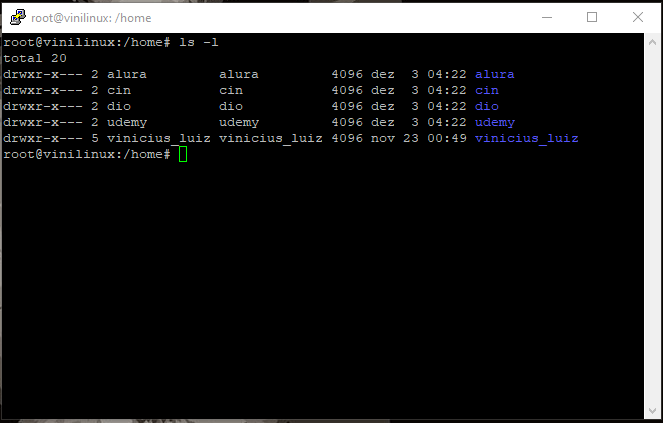 root@vinilinux: /home
root@vinilinux:/home# ls -l
total 20
drwxr-x--- 2 alura         alura         4096 dez  3 04:22 alura
drwxr-x--- 2 cin           cin           4096 dez  3 04:22 cin
drwxr-x--- 2 dio           dio           4096 dez  3 04:22 dio
drwxr-x--- 2 udemy         udemy         4096 dez  3 04:22 udemy
drwxr-x--- 5 vinicius_luiz vinicius_luiz 4096 nov 23 00:49 vinicius_luiz
root@vinilinux:/home#